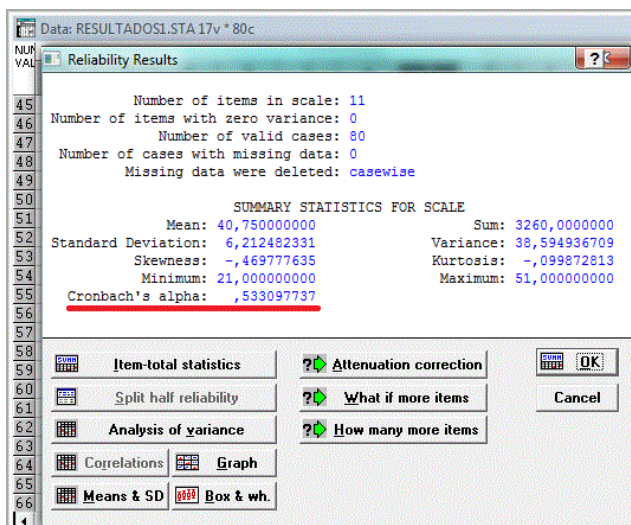 Data: RESULTADOS1.STA 17v * 80c
NUM
VAL
Reliability Results
?
Number of items in scale: 11
Number of items with zero variance: 0
Number of valid cases: 80
Number of cases with missing data: 0
Missing data were deleted: casewise
SUMMARY STATISTICS FOR SCALE
Mean: 40,750000000 Sum: 3260,0000000
Standard Deviation: 6,212482331 Variance: 38,594936709
Skewness: -,469777635 Kurtosis: -,099872813
Minimum: 21,000000000 Maximum: 51,000000000
Cronbach's alpha: ,533097737
45
46
47
48
49
50
51
52
53
54
55
56
57
58
59
60
61
62
63
64
65
66
SUMM Item-total statistics ? Attenuation correction SUMM OK
Split half reliability ? What if more items Cancel
Analysis of variance ? How many more items
Correlations Graph
Means & SD Box & wh.